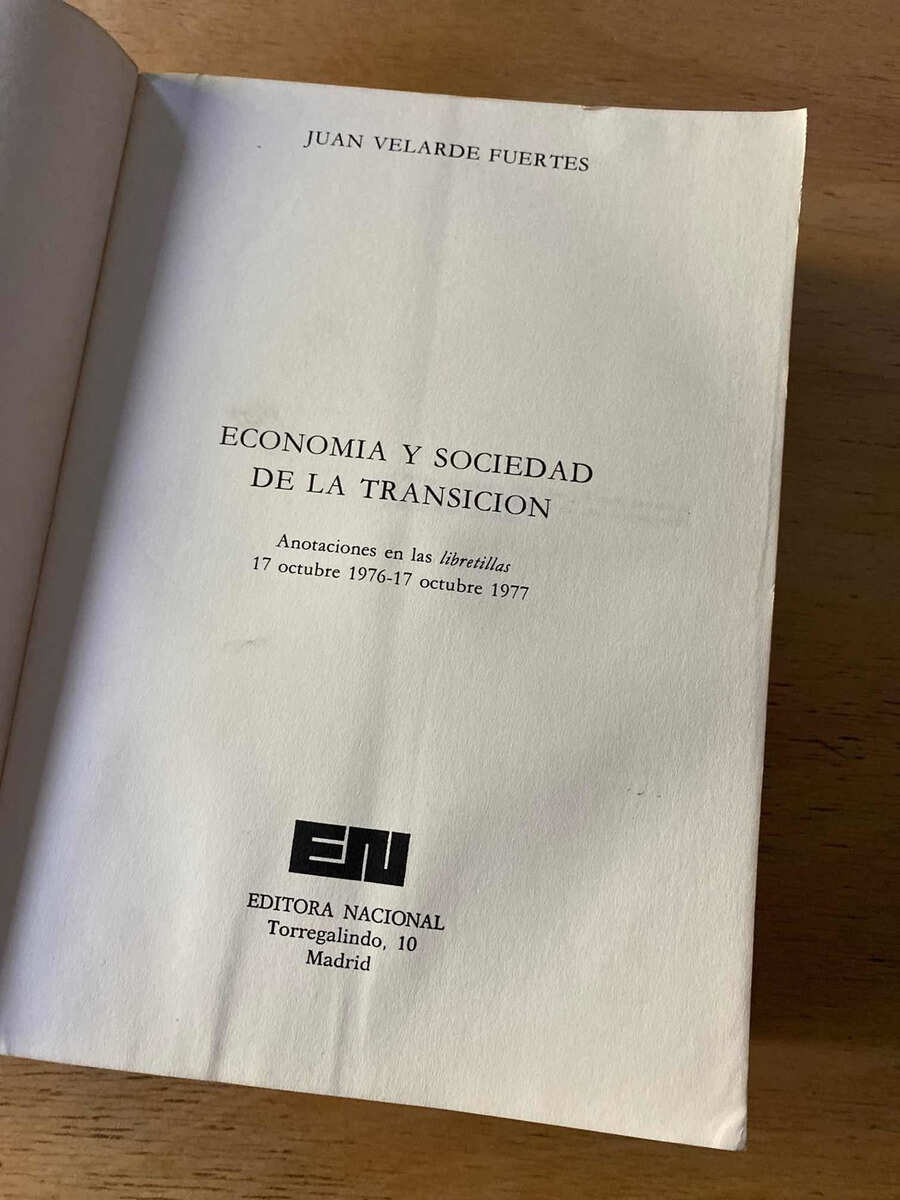 JUAN VELARDE FUERTES
ECONOMIA Y SOCIEDAD
DE LA TRANSICION
Anotaciones en las libretillas
17 octubre 1976-17 octubre 1977
EN
EDITORA NACIONAL
Torregalindo, 10
Madrid